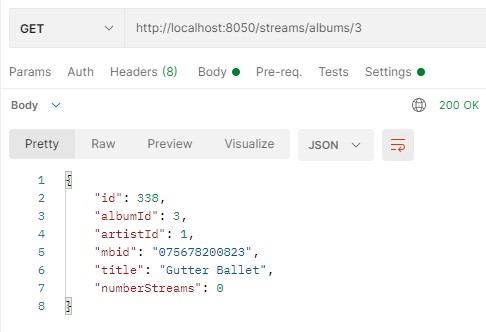 GET http://localhost:8050/streams/albums/3
Params Auth Headers (8) Body Pre-req. Tests Settings
Body 200 OK
Pretty Raw Preview Visualize JSON
1 {
2 "id": 338,
3 "albumId": 3,
4 "artistId": 1,
5 "mbid": "075678200823",
6 "title": "Gutter Ballet",
7 "numberStreams": 0
8 }